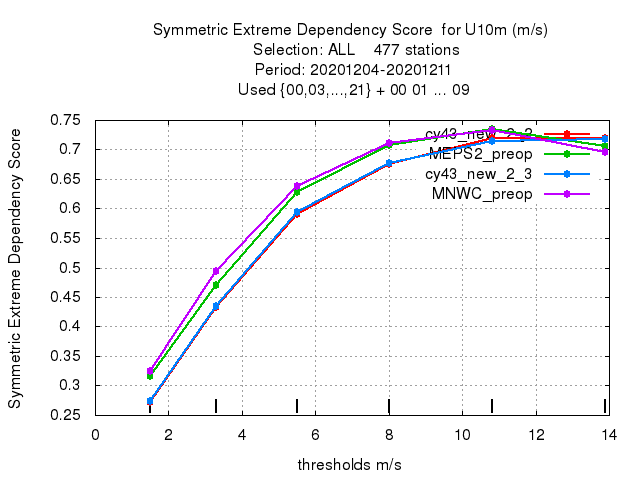 Symmetric Extreme Dependency Score  for U10m (m/s)
Selection: ALL    477 stations
Period: 20201204-20201211
Used {00,03,...,21} + 00 01 ... 09
Symmetric Extreme Dependency Score
0.75
0.7
0.65
0.6
0.55
0.5
0.45
0.4
0.35
0.3
0.25
cy43_new_2_2
MEPS2_preop
cy43_new_2_3
MNWC_preop
0 2 4 6 8 10 12 14
thresholds m/s